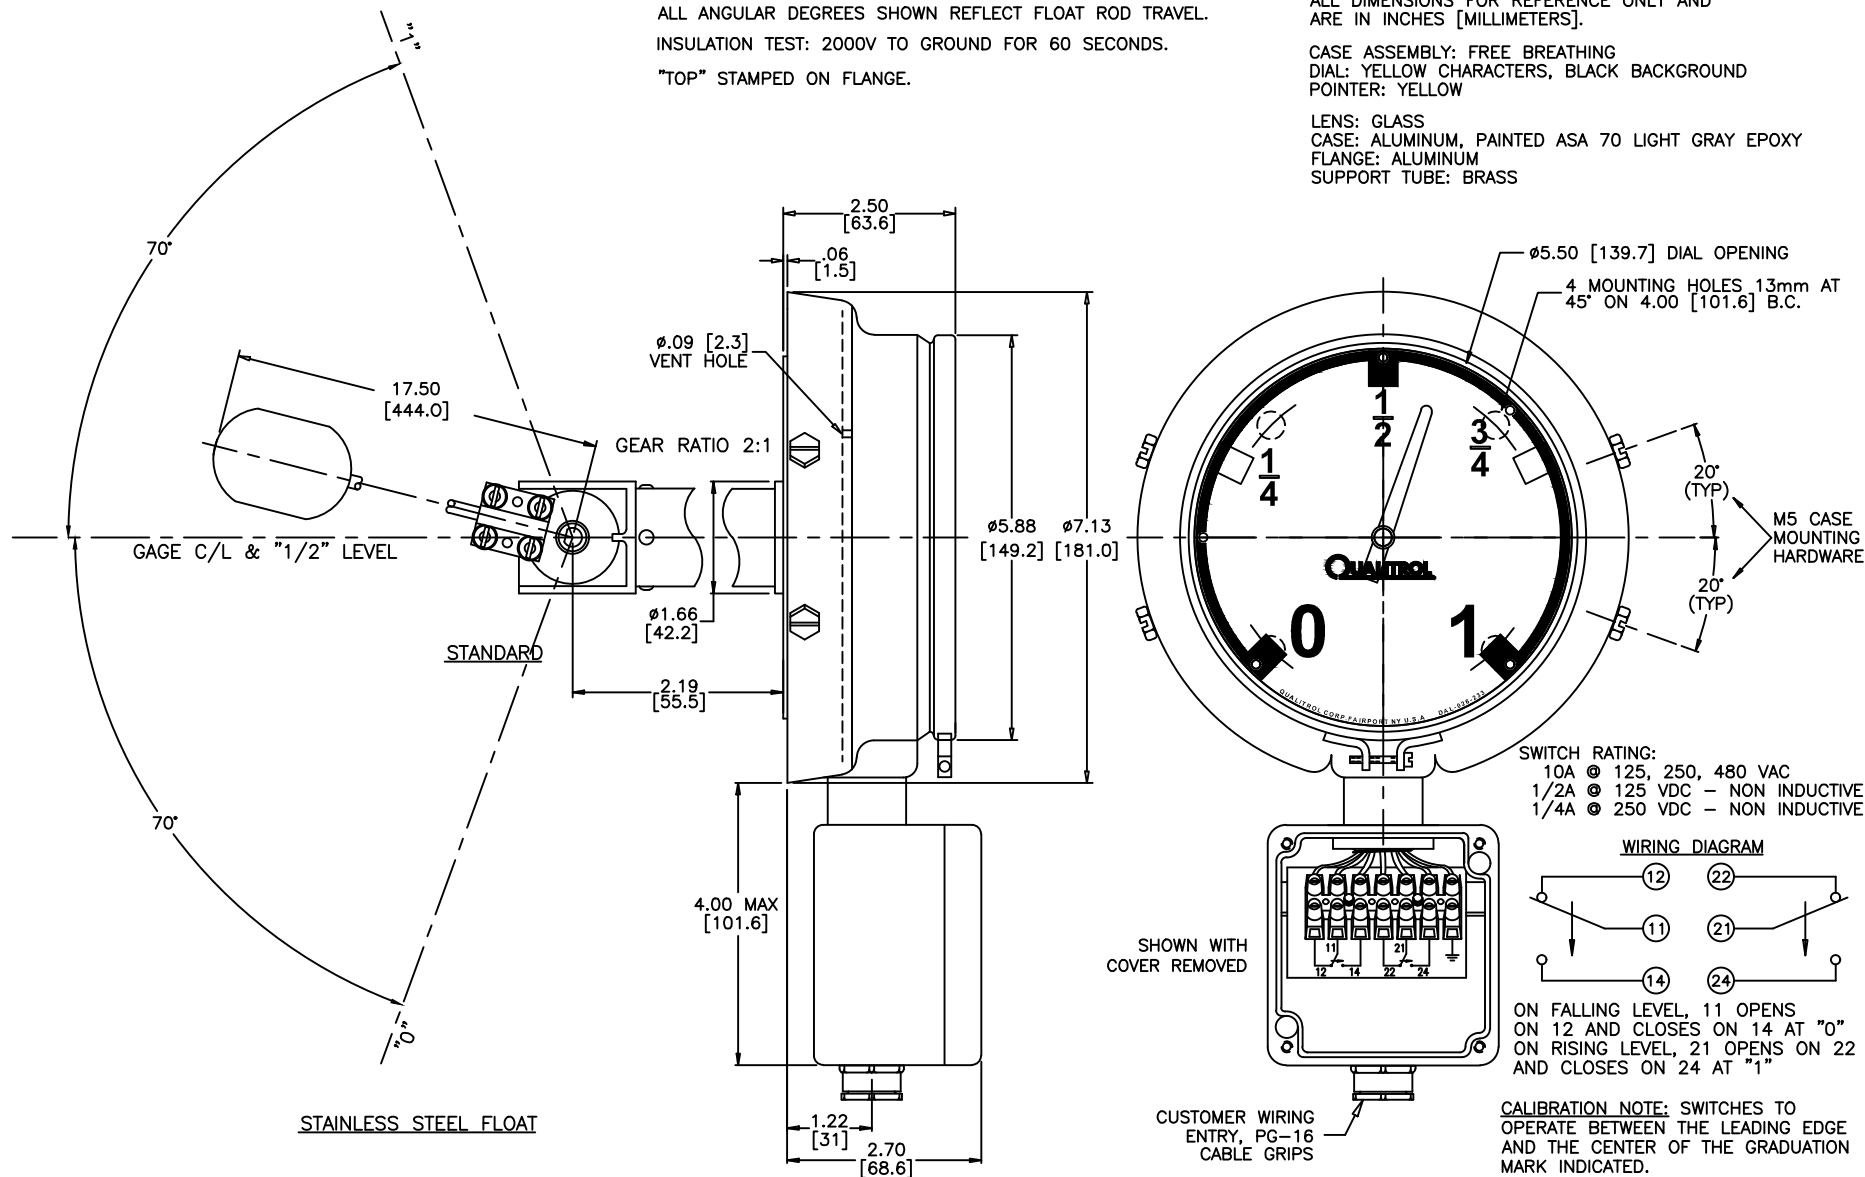 ALL ANGULAR DEGREES SHOWN REFLECT FLOAT ROD TRAVEL.
INSULATION TEST: 2000V TO GROUND FOR 60 SECONDS.
"TOP" STAMPED ON FLANGE.
ALL DIMENSIONS FOR REFERENCE ONLY AND
ARE IN INCHES [MILLIMETERS].
CASE ASSEMBLY: FREE BREATHING
DIAL: YELLOW CHARACTERS, BLACK BACKGROUND
POINTER: YELLOW
LENS: GLASS
CASE: ALUMINUM, PAINTED ASA 70 LIGHT GRAY EPOXY
FLANGE: ALUMINUM
SUPPORT TUBE: BRASS
"1"
70°
17.50
[444.0]
GAGE C/L & "1/2" LEVEL
STANDARD
70°
"0"
STAINLESS STEEL FLOAT
2.50
[63.6]
.06
[1.5]
ø.09 [2.3]
VENT HOLE
GEAR RATIO 2:1
ø1.66
[42.2]
2.19
[55.5]
ø5.88
[149.2]
ø7.13
[181.0]
4.00 MAX
[101.6]
1.22
[31]
2.70
[68.6]
ø5.50 [139.7] DIAL OPENING
4 MOUNTING HOLES 13mm AT
45° ON 4.00 [101.6] B.C.
1/2
3/4
1/4
QUALITROL
0
1
QUALITROL CORP. FAIRPORT NY U.S.A. DAL-026-233
20°
(TYP)
M5 CASE
MOUNTING
HARDWARE
20°
(TYP)
SWITCH RATING:
10A @ 125, 250, 480 VAC
1/2A @ 125 VDC – NON INDUCTIVE
1/4A @ 250 VDC – NON INDUCTIVE
WIRING DIAGRAM
12 22
11 21
14 24
SHOWN WITH
COVER REMOVED
11 21
12 14 22 24
CUSTOMER WIRING
ENTRY, PG–16
CABLE GRIPS
ON FALLING LEVEL, 11 OPENS
ON 12 AND CLOSES ON 14 AT "0"
ON RISING LEVEL, 21 OPENS ON 22
AND CLOSES ON 24 AT "1"
CALIBRATION NOTE: SWITCHES TO
OPERATE BETWEEN THE LEADING EDGE
AND THE CENTER OF THE GRADUATION
MARK INDICATED.